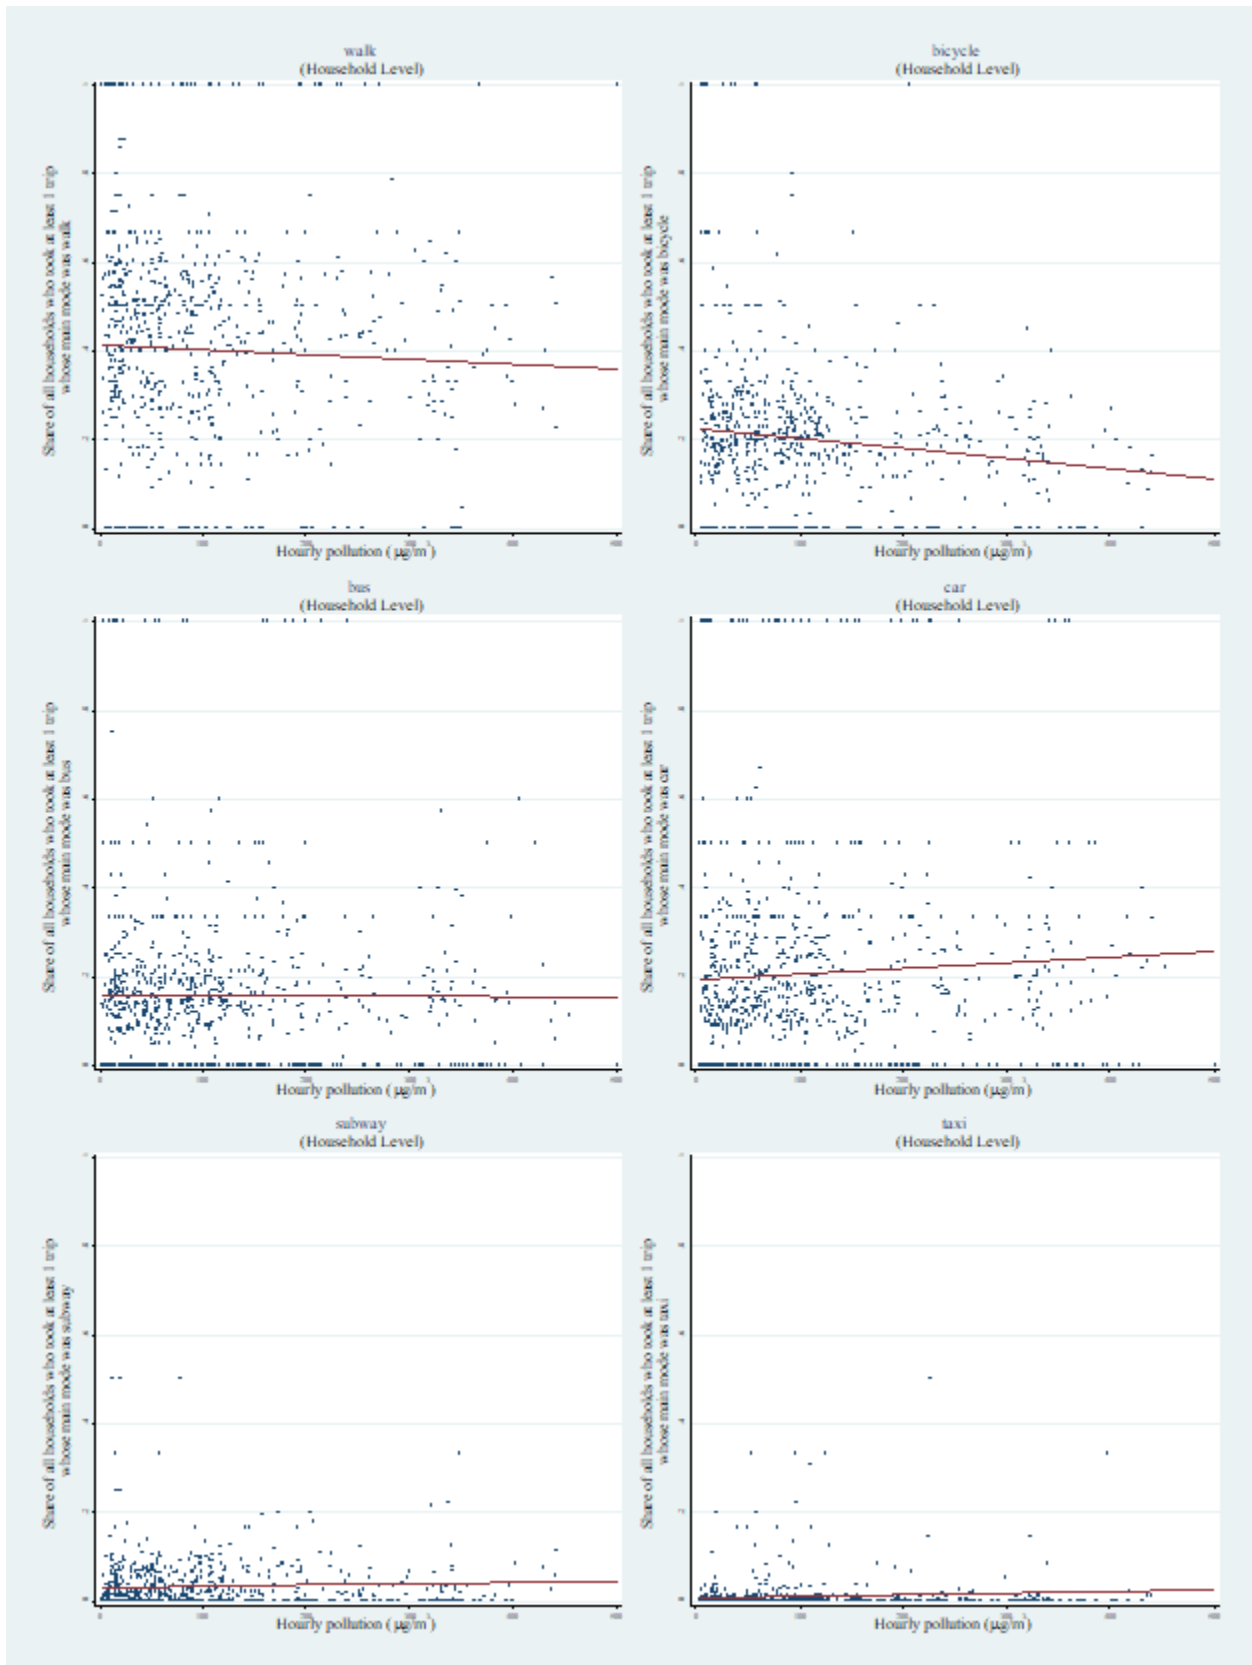 walk
(Household Level)
Share of all households who took at least 1 trip
whose main mode was walk
Hourly pollution (μg/m³)
bicycle
(Household Level)
Share of all households who took at least 1 trip
whose main mode was bicycle
Hourly pollution (μg/m³)
bus
(Household Level)
Share of all households who took at least 1 trip
whose main mode was bus
Hourly pollution (μg/m³)
car
(Household Level)
Share of all households who took at least 1 trip
whose main mode was car
Hourly pollution (μg/m³)
subway
(Household Level)
Share of all households who took at least 1 trip
whose main mode was subway
Hourly pollution (μg/m³)
taxi
(Household Level)
Share of all households who took at least 1 trip
whose main mode was taxi
Hourly pollution (μg/m³)